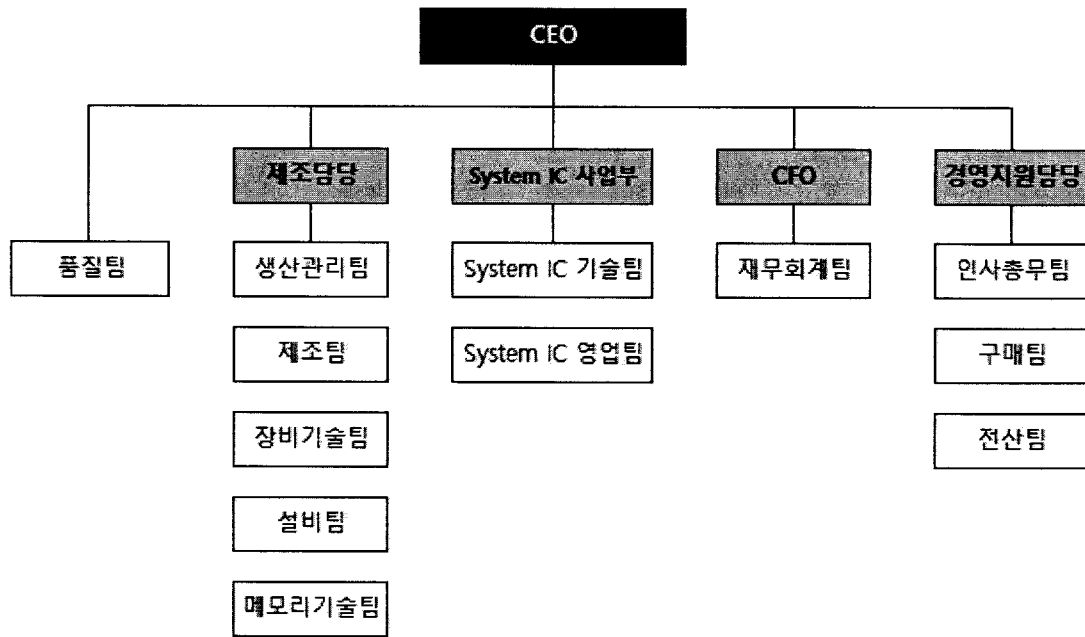 CEO
제조담당
System IC 사업부
CFO
경영지원담당
품질팀
생산관리팀
System IC 기술팀
재무회계팀
인사총무팀
제조팀
System IC 영업팀
구매팀
장비기술팀
전산팀
설비팀
메모리기술팀